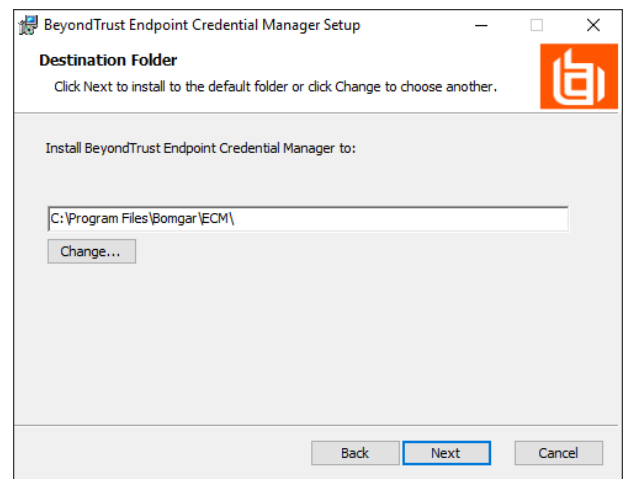 BeyondTrust Endpoint Credential Manager Setup
Destination Folder
Click Next to install to the default folder or click Change to choose another.
Install BeyondTrust Endpoint Credential Manager to:
C:\Program Files\Bomgar\ECM\
Change...
Back Next Cancel